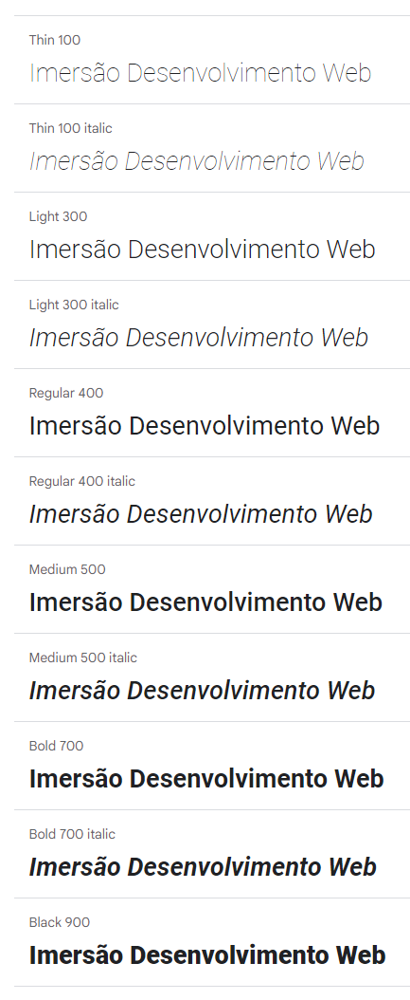 Thin 100
Imersão Desenvolvimento Web
Thin 100 italic
Imersão Desenvolvimento Web
Light 300
Imersão Desenvolvimento Web
Light 300 italic
Imersão Desenvolvimento Web
Regular 400
Imersão Desenvolvimento Web
Regular 400 italic
Imersão Desenvolvimento Web
Medium 500
Imersão Desenvolvimento Web
Medium 500 italic
Imersão Desenvolvimento Web
Bold 700
Imersão Desenvolvimento Web
Bold 700 italic
Imersão Desenvolvimento Web
Black 900
Imersão Desenvolvimento Web